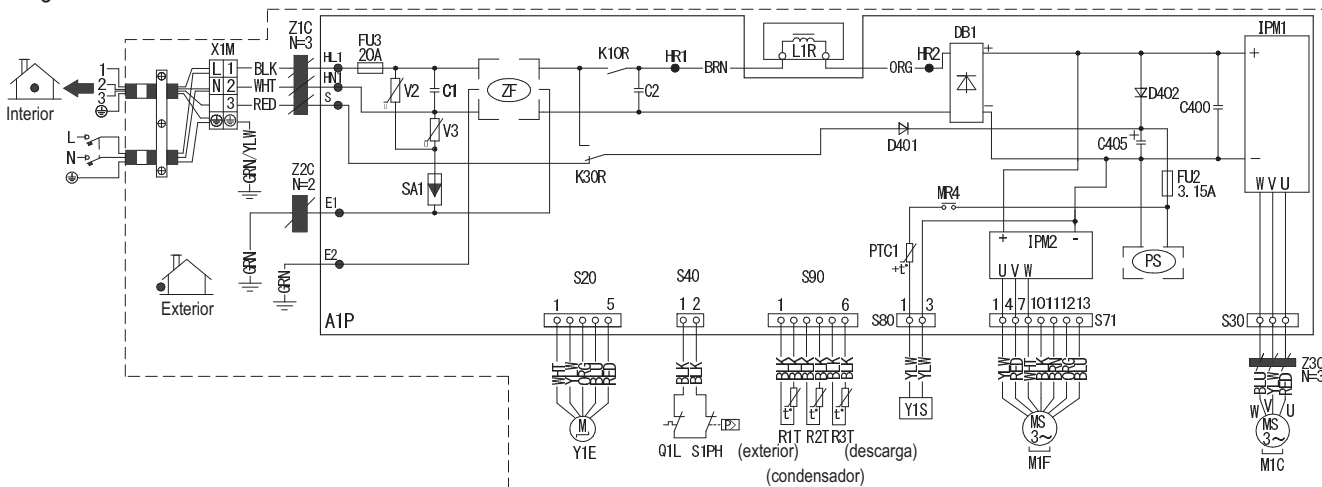 Z1C
N=3
FU3
20A
K10R
HR1
L1R
HR2
DB1
IPM1
X1M
HL1
BRN
ORG
+
+
L 1
BLK
HN1
N 2
WHT
S
3
RED
V2
C1
ZF
C2
D402
C400
1
2
3
Interior
V3
D401
C405
+
−
−
L
N
GRN/YLW
K30R
FU2
3.15A
W V U
Z2C
N=2
SA1
MR4
E1
PTC1
+t°
+
IPM2
-
PS
GRN
E2
U V W
GRN
Exterior
A1P
S20
S40
S90
1
5
1 2
1
6
S80
1
3
1 4 7 10 11 12 13
S71
S30
WHT
YLW
ORG
BLU
RED
BLK
BLK
BLK
BLK
BLK
BLK
BLK
BLK
YLW
YLW
YLW
RED
WHT
BLK
BRN
ORG
BLU
Z3C
N=3
BLU
YLW
RED
t°
t°
t°
W V U
M
P>
Y1S
MS
3~
MS
3~
Y1E
Q1L
S1PH
R1T
R2T
R3T
(exterior)
(descarga)
(condensador)
M1F
M1C